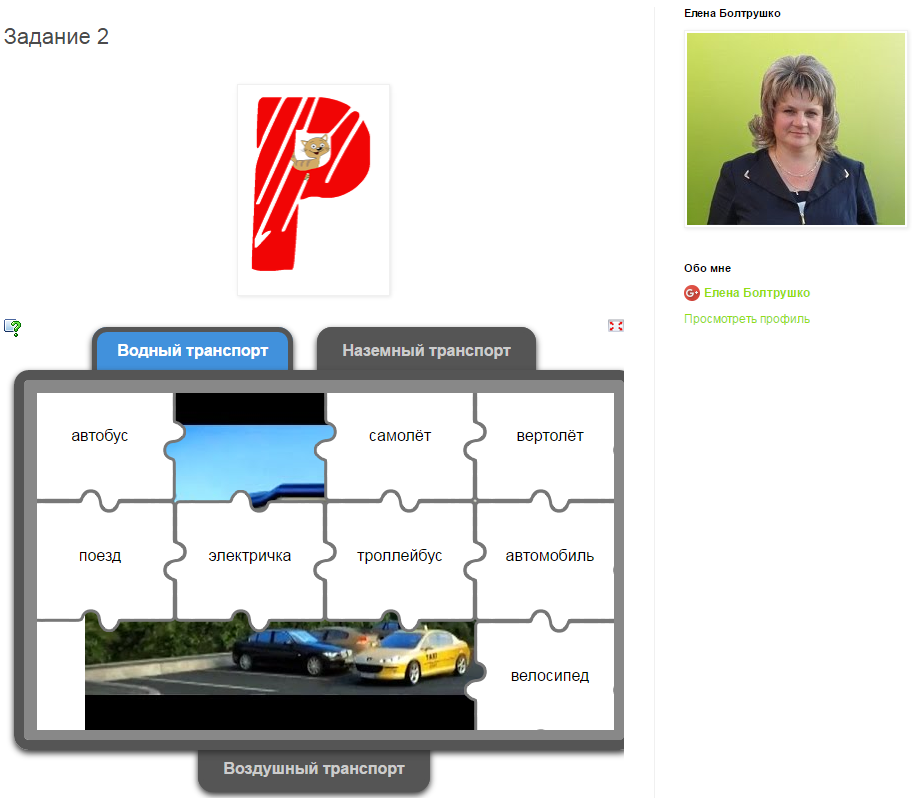 Задание 2
P
Водный транспорт
Наземный транспорт
автобус
самолёт
вертолёт
поезд
электричка
троллейбус
автомобиль
TAXI
велосипед
Воздушный транспорт
Елена Болтрушко
Обо мне
G+ Елена Болтрушко
Просмотреть профиль